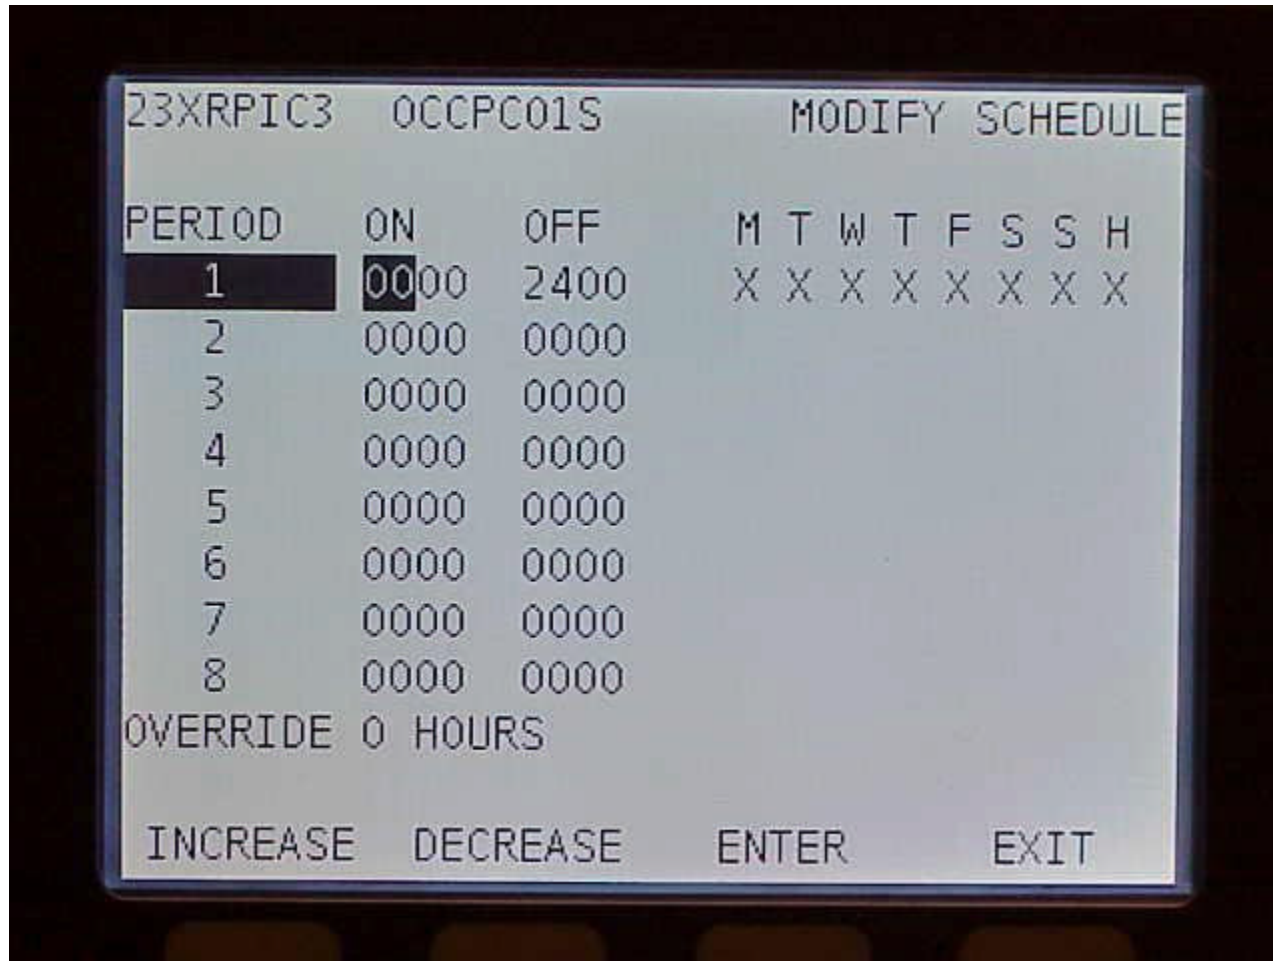 23XRPIC3 OCCPC01S MODIFY SCHEDULE
PERIOD ON OFF M T W T F S S H
1 0000 2400 X X X X X X X X
2 0000 0000
3 0000 0000
4 0000 0000
5 0000 0000
6 0000 0000
7 0000 0000
8 0000 0000
OVERRIDE 0 HOURS
INCREASE DECREASE ENTER EXIT